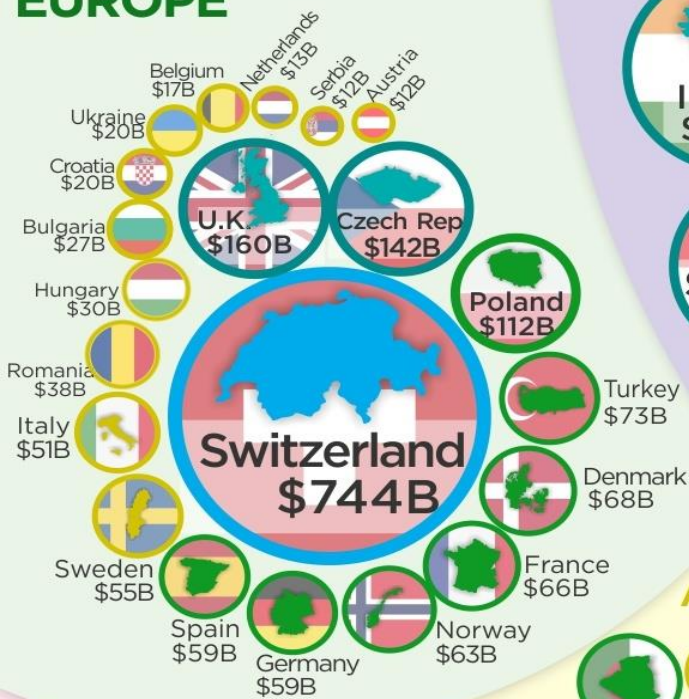 EUROPE
Netherlands
$13B
Belgium
$17B
Serbia
$12B
Austria
$12B
Ukraine
$20B
Croatia
$20B
U.K.
$160B
Czech Rep
$142B
Bulgaria
$27B
Hungary
$30B
Poland
$112B
Romania
$38B
Turkey
$73B
Italy
$51B
Switzerland
$744B
Denmark
$68B
Sweden
$55B
France
$66B
Spain
$59B
Norway
$63B
Germany
$59B